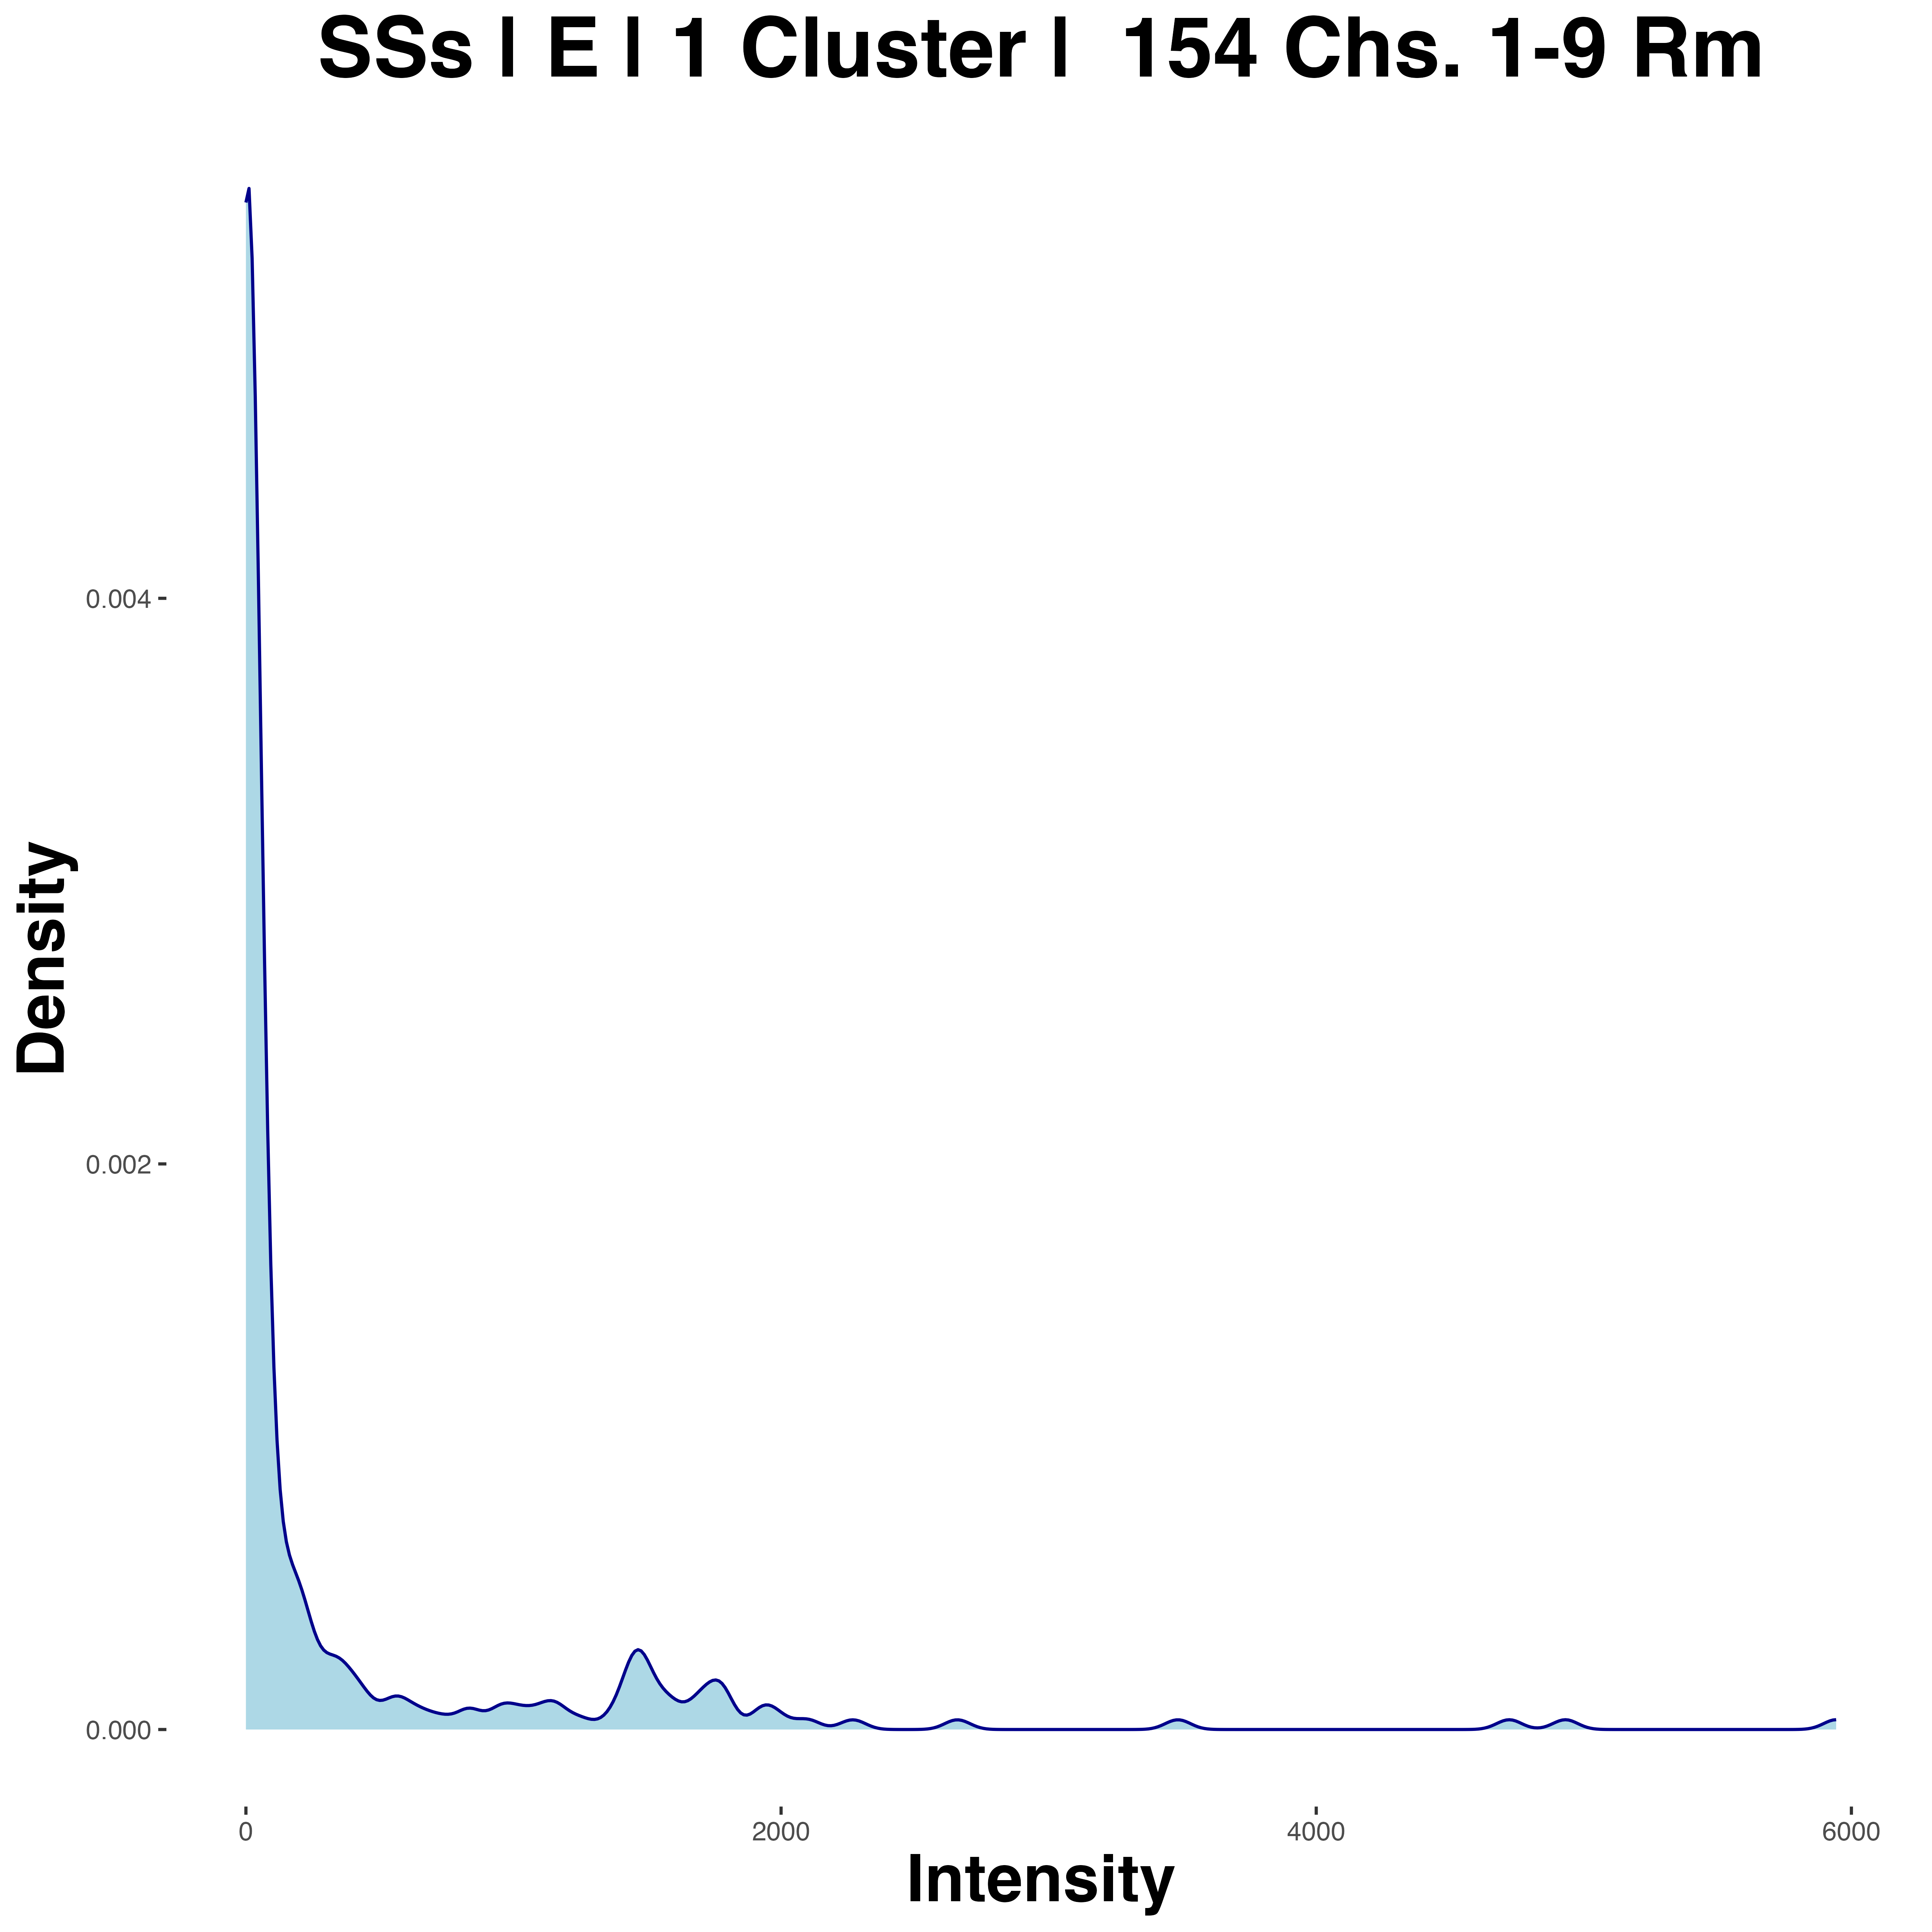 SSs | E | 1 Cluster |  154 Chs. 1-9 Rm
Density
0.004
0.002
0.000
0 2000 4000 6000
Intensity